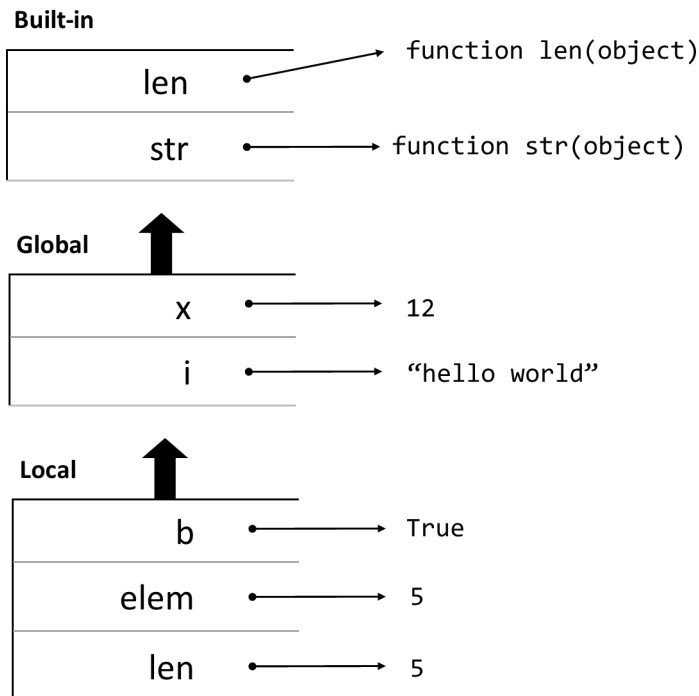 Built-in
len function len(object)
str function str(object)
Global
x 12
i “hello world”
Local
b True
elem 5
len 5